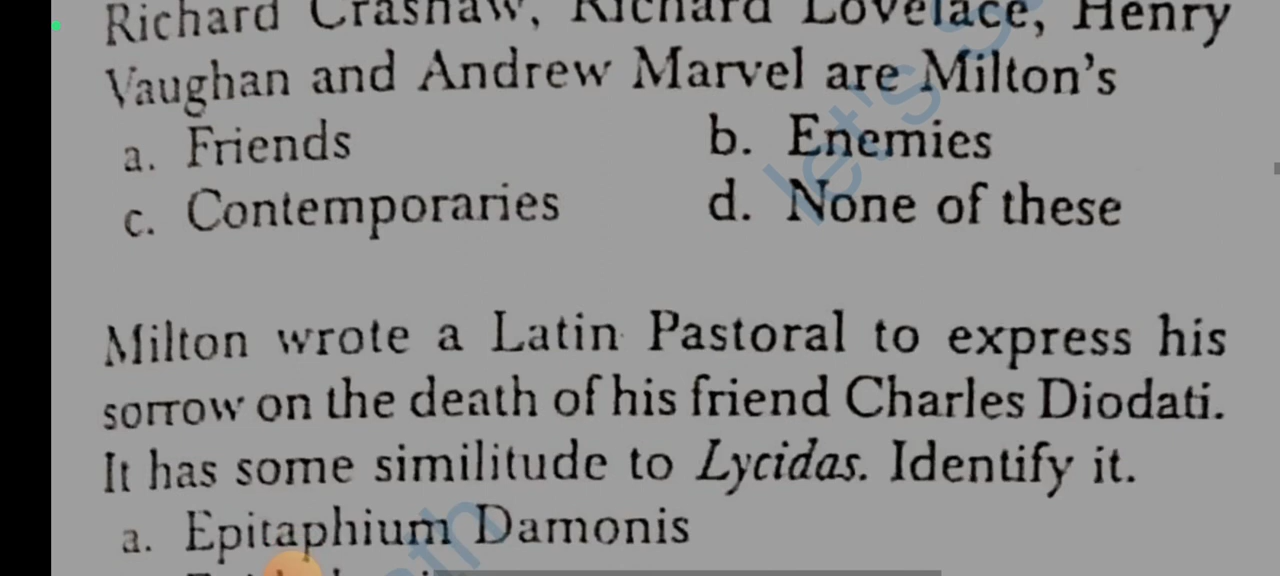 Richard Crashaw, Richard Lovelace, Henry
Vaughan and Andrew Marvel are Milton's
a. Friends
b. Enemies
c. Contemporaries
d. None of these
Milton wrote a Latin Pastoral to express his
sorrow on the death of his friend Charles Diodati.
It has some similitude to Lycidas. Identify it.
a. Epitaphium Damonis
let's